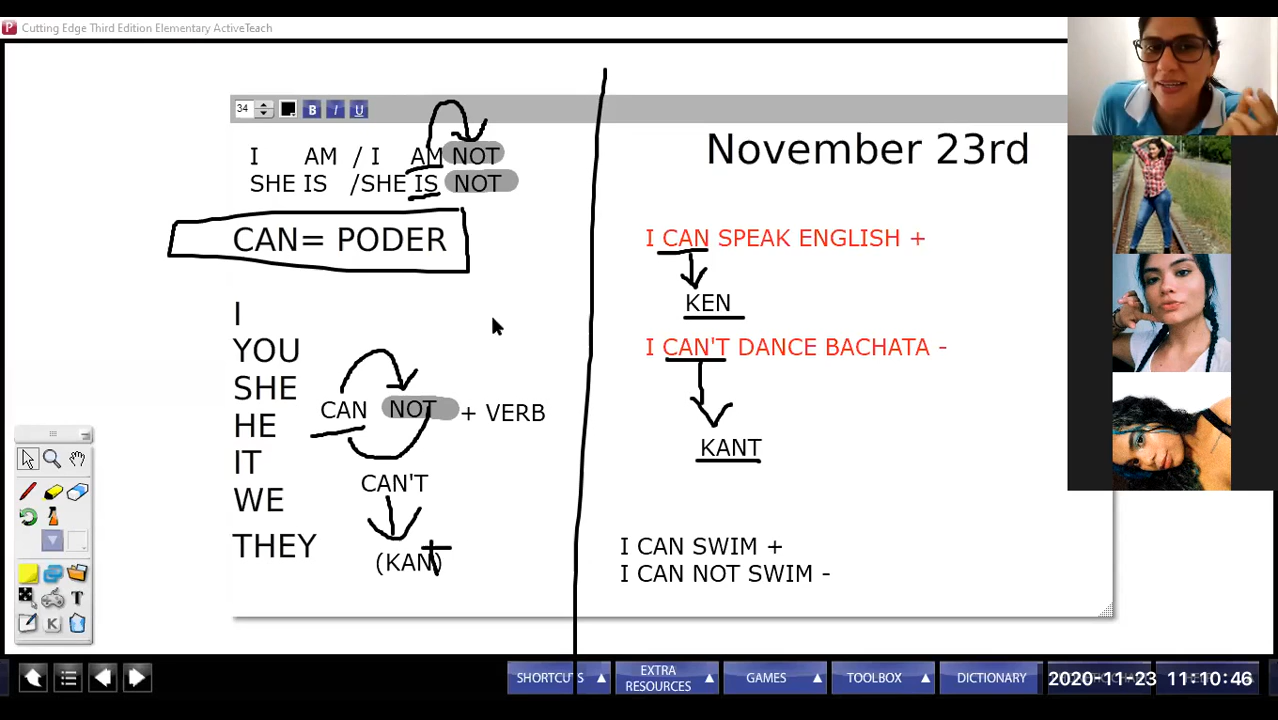 Cutting Edge Third Edition Elementary ActiveTeach
34 B I U
I AM / I AM NOT
SHE IS /SHE IS NOT
CAN= PODER
I
YOU
SHE
HE
IT
WE
THEY
CAN NOT + VERB
CAN'T
(KANT)
November 23rd
I CAN SPEAK ENGLISH +
KEN
I CAN'T DANCE BACHATA -
KANT
I CAN SWIM +
I CAN NOT SWIM -
T
K
SHORTCUTS
EXTRA
RESOURCES
GAMES
TOOLBOX
DICTIONARY
2020-11-23 11:10:46